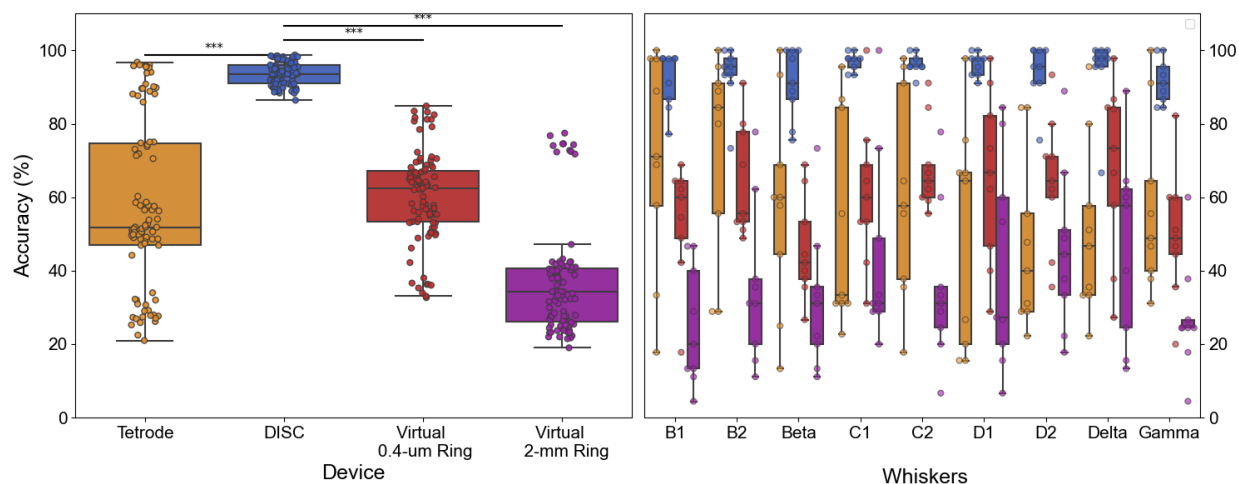 ***
***
***
100
80
60
40
20
0
Accuracy (%)
Tetrode
DISC
Virtual
0.4-um Ring
Virtual
2-mm Ring
Device
100
80
60
40
20
0
B1
B2
Beta
C1
C2
D1
D2
Delta
Gamma
Whiskers